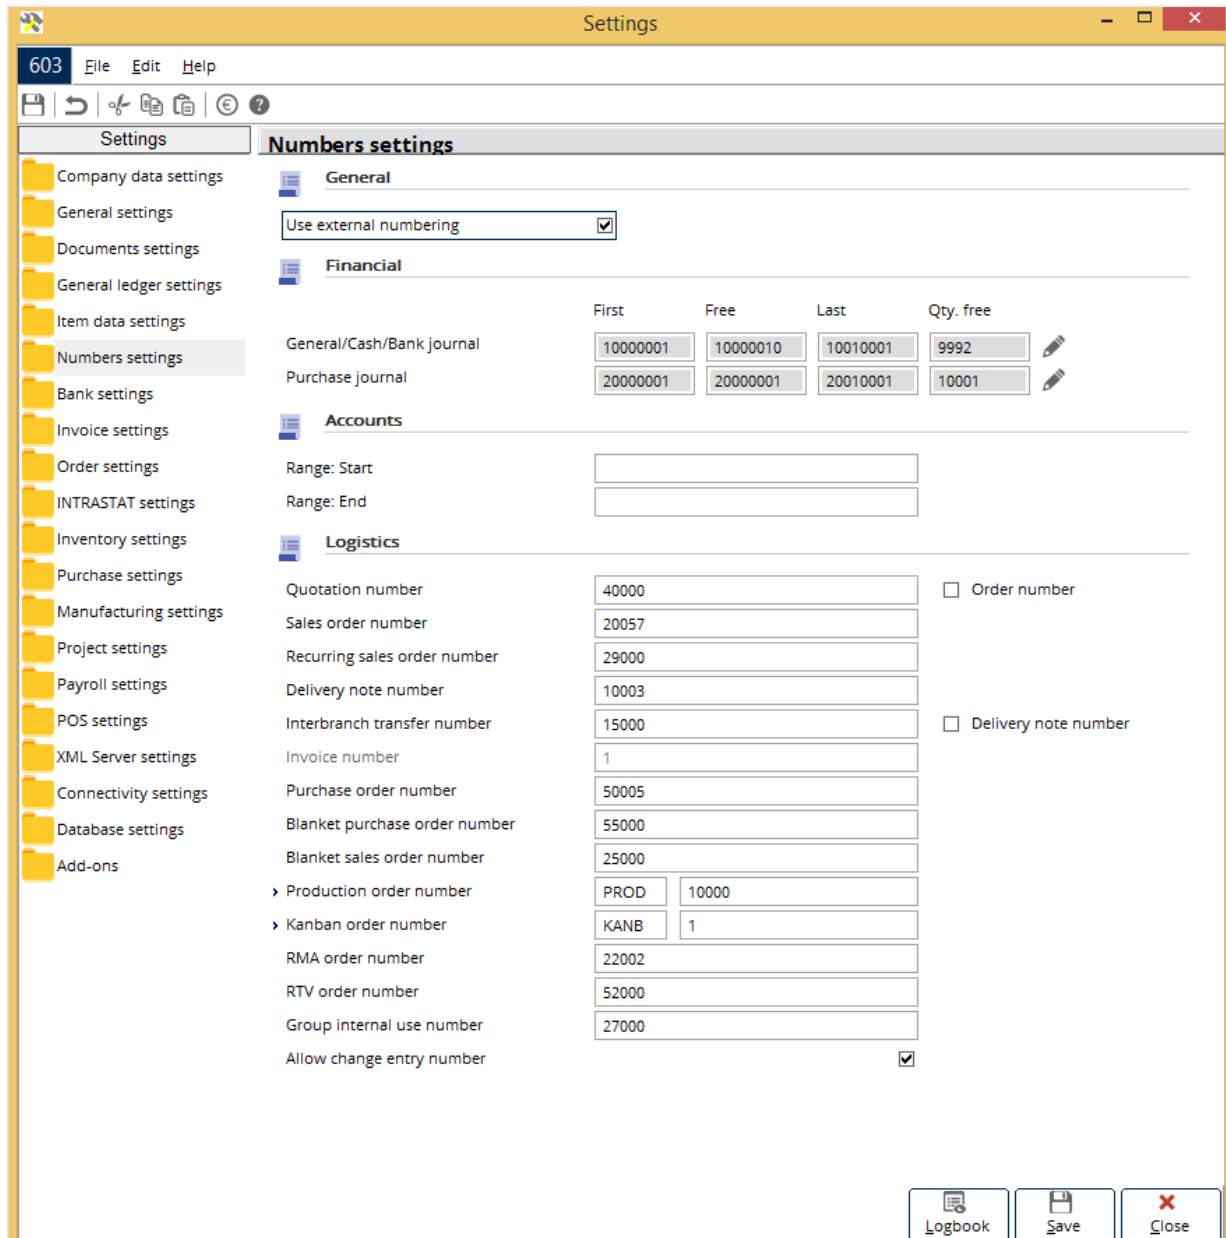 Settings
603 File Edit Help
Settings
Company data settings
General settings
Documents settings
General ledger settings
Item data settings
Numbers settings
Bank settings
Invoice settings
Order settings
INTRASTAT settings
Inventory settings
Purchase settings
Manufacturing settings
Project settings
Payroll settings
POS settings
XML Server settings
Connectivity settings
Database settings
Add-ons
Numbers settings
General
Use external numbering
Financial
First Free Last Qty. free
General/Cash/Bank journal 10000001 10000010 10010001 9992
Purchase journal 20000001 20000001 20010001 10001
Accounts
Range: Start
Range: End
Logistics
Quotation number 40000 Order number
Sales order number 20057
Recurring sales order number 29000
Delivery note number 10003
Interbranch transfer number 15000 Delivery note number
Invoice number 1
Purchase order number 50005
Blanket purchase order number 55000
Blanket sales order number 25000
Production order number PROD 10000
Kanban order number KANB 1
RMA order number 22002
RTV order number 52000
Group internal use number 27000
Allow change entry number
Logbook Save Close